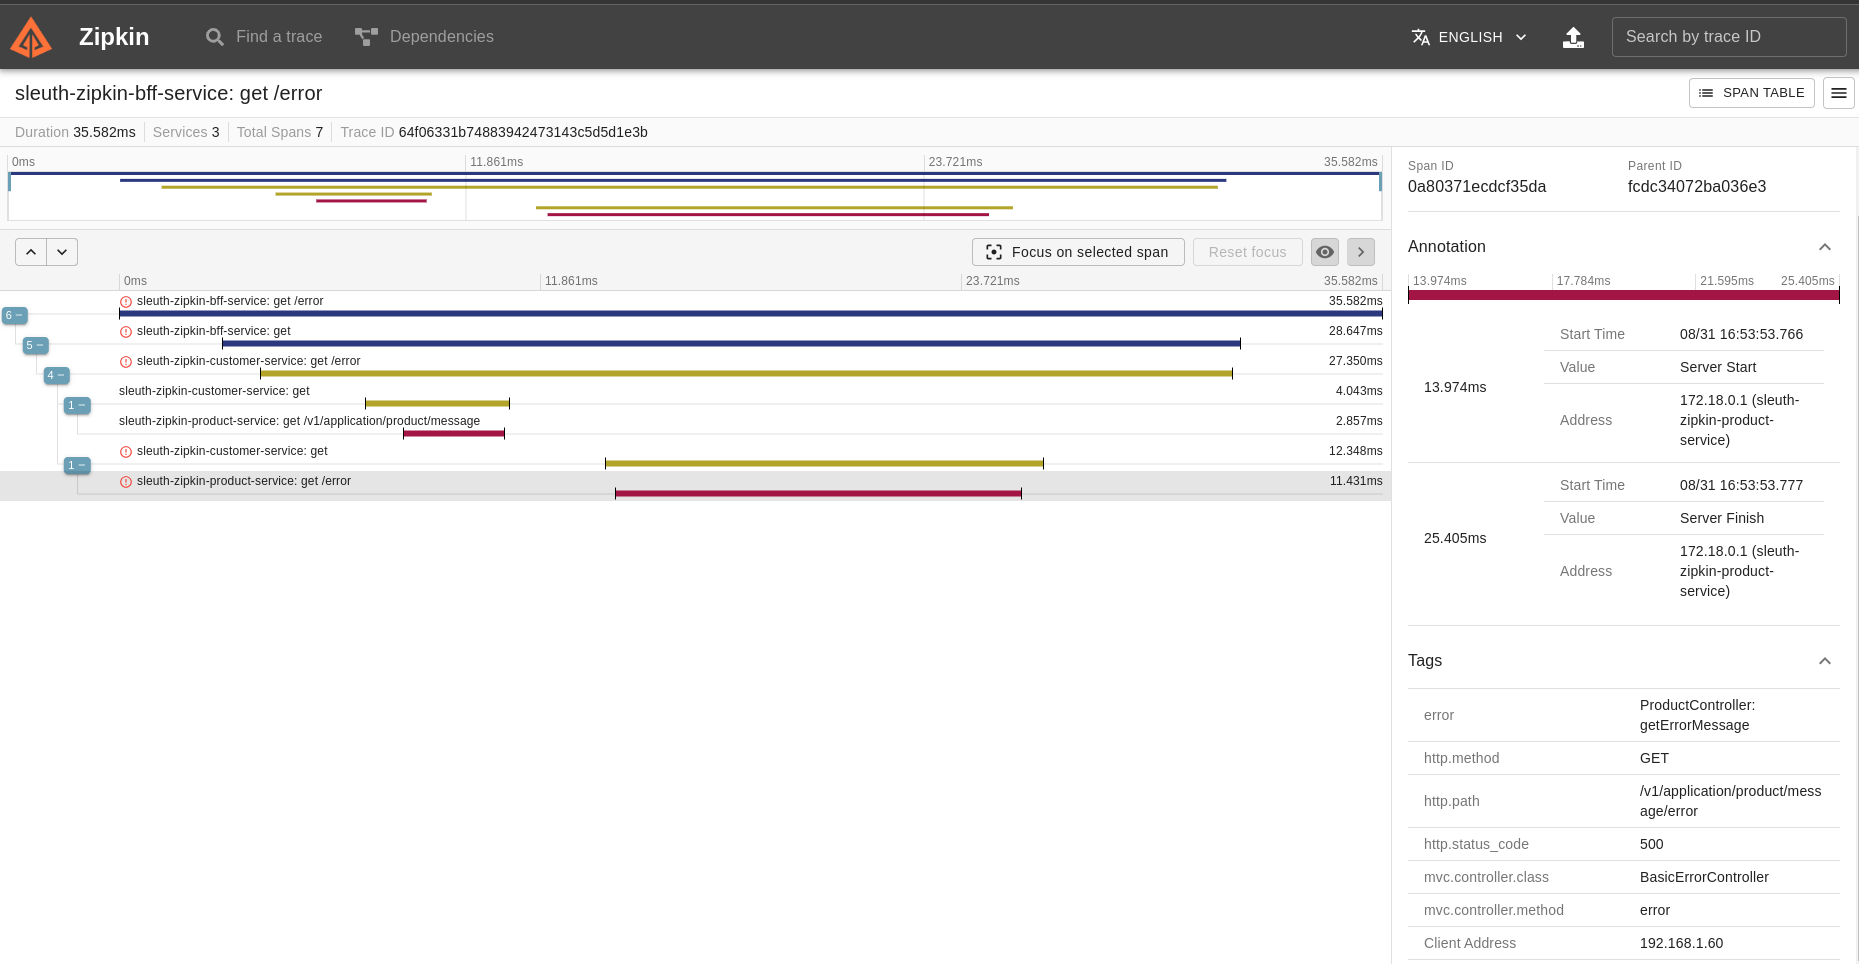 Zipkin
Find a trace
Dependencies
ENGLISH
Search by trace ID
sleuth-zipkin-bff-service: get /error
SPAN TABLE
Duration 35.582ms Services 3 Total Spans 7 Trace ID 64f06331b74883942473143c5d5d1e3b
0ms 11.861ms 23.721ms 35.582ms
Focus on selected span
Reset focus
0ms 11.861ms 23.721ms 35.582ms
sleuth-zipkin-bff-service: get /error 35.582ms
6 −
sleuth-zipkin-bff-service: get 28.647ms
5 −
sleuth-zipkin-customer-service: get /error 27.350ms
4 −
sleuth-zipkin-customer-service: get 4.043ms
1 −
sleuth-zipkin-product-service: get /v1/application/product/message 2.857ms
sleuth-zipkin-customer-service: get 12.348ms
1 −
sleuth-zipkin-product-service: get /error 11.431ms
Span ID Parent ID
0a80371ecdcf35da fcdc34072ba036e3
Annotation
13.974ms 17.784ms 21.595ms 25.405ms
13.974ms
Start Time 08/31 16:53:53.766
Value Server Start
Address 172.18.0.1 (sleuth-
zipkin-product-
service)
25.405ms
Start Time 08/31 16:53:53.777
Value Server Finish
Address 172.18.0.1 (sleuth-
zipkin-product-
service)
Tags
error ProductController:
getErrorMessage
http.method GET
http.path /v1/application/product/mess
age/error
http.status_code 500
mvc.controller.class BasicErrorController
mvc.controller.method error
Client Address 192.168.1.60